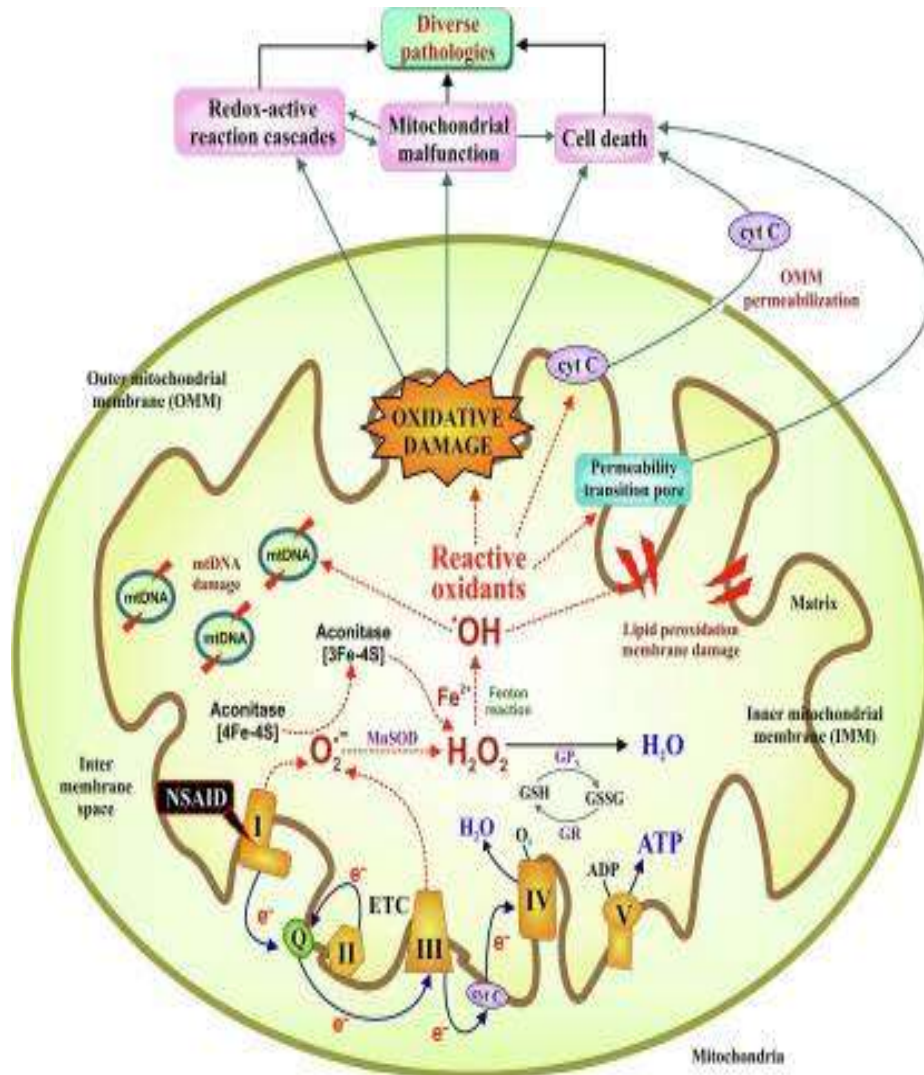 Diverse
pathologies
Redox-active
reaction cascades
Mitochondrial
malfunction
Cell death
cyt C
OMM
permeabilization
Outer mitochondrial
membrane (OMM)
cyt C
OXIDATIVE
DAMAGE
Permeability
transition pore
mtDNA
mtDNA
damage
mtDNA
mtDNA
Reactive
oxidants
•OH
Matrix
Lipid peroxidation
membrane damage
Aconitase
[3Fe-4S]
Fe2+
Fenton
reaction
Aconitase
[4Fe-4S]
O2•−
MnSOD
H2O2
H2O
Inner mitochondrial
membrane (IMM)
Inter
membrane
space
GPx
GSH
GSSG
GR
NSAID
I
H2O
O2
ADP
ATP
e-
ETC
IV
V
e-
Q
II
III
e-
cyt C
e-
e-
Mitochondria